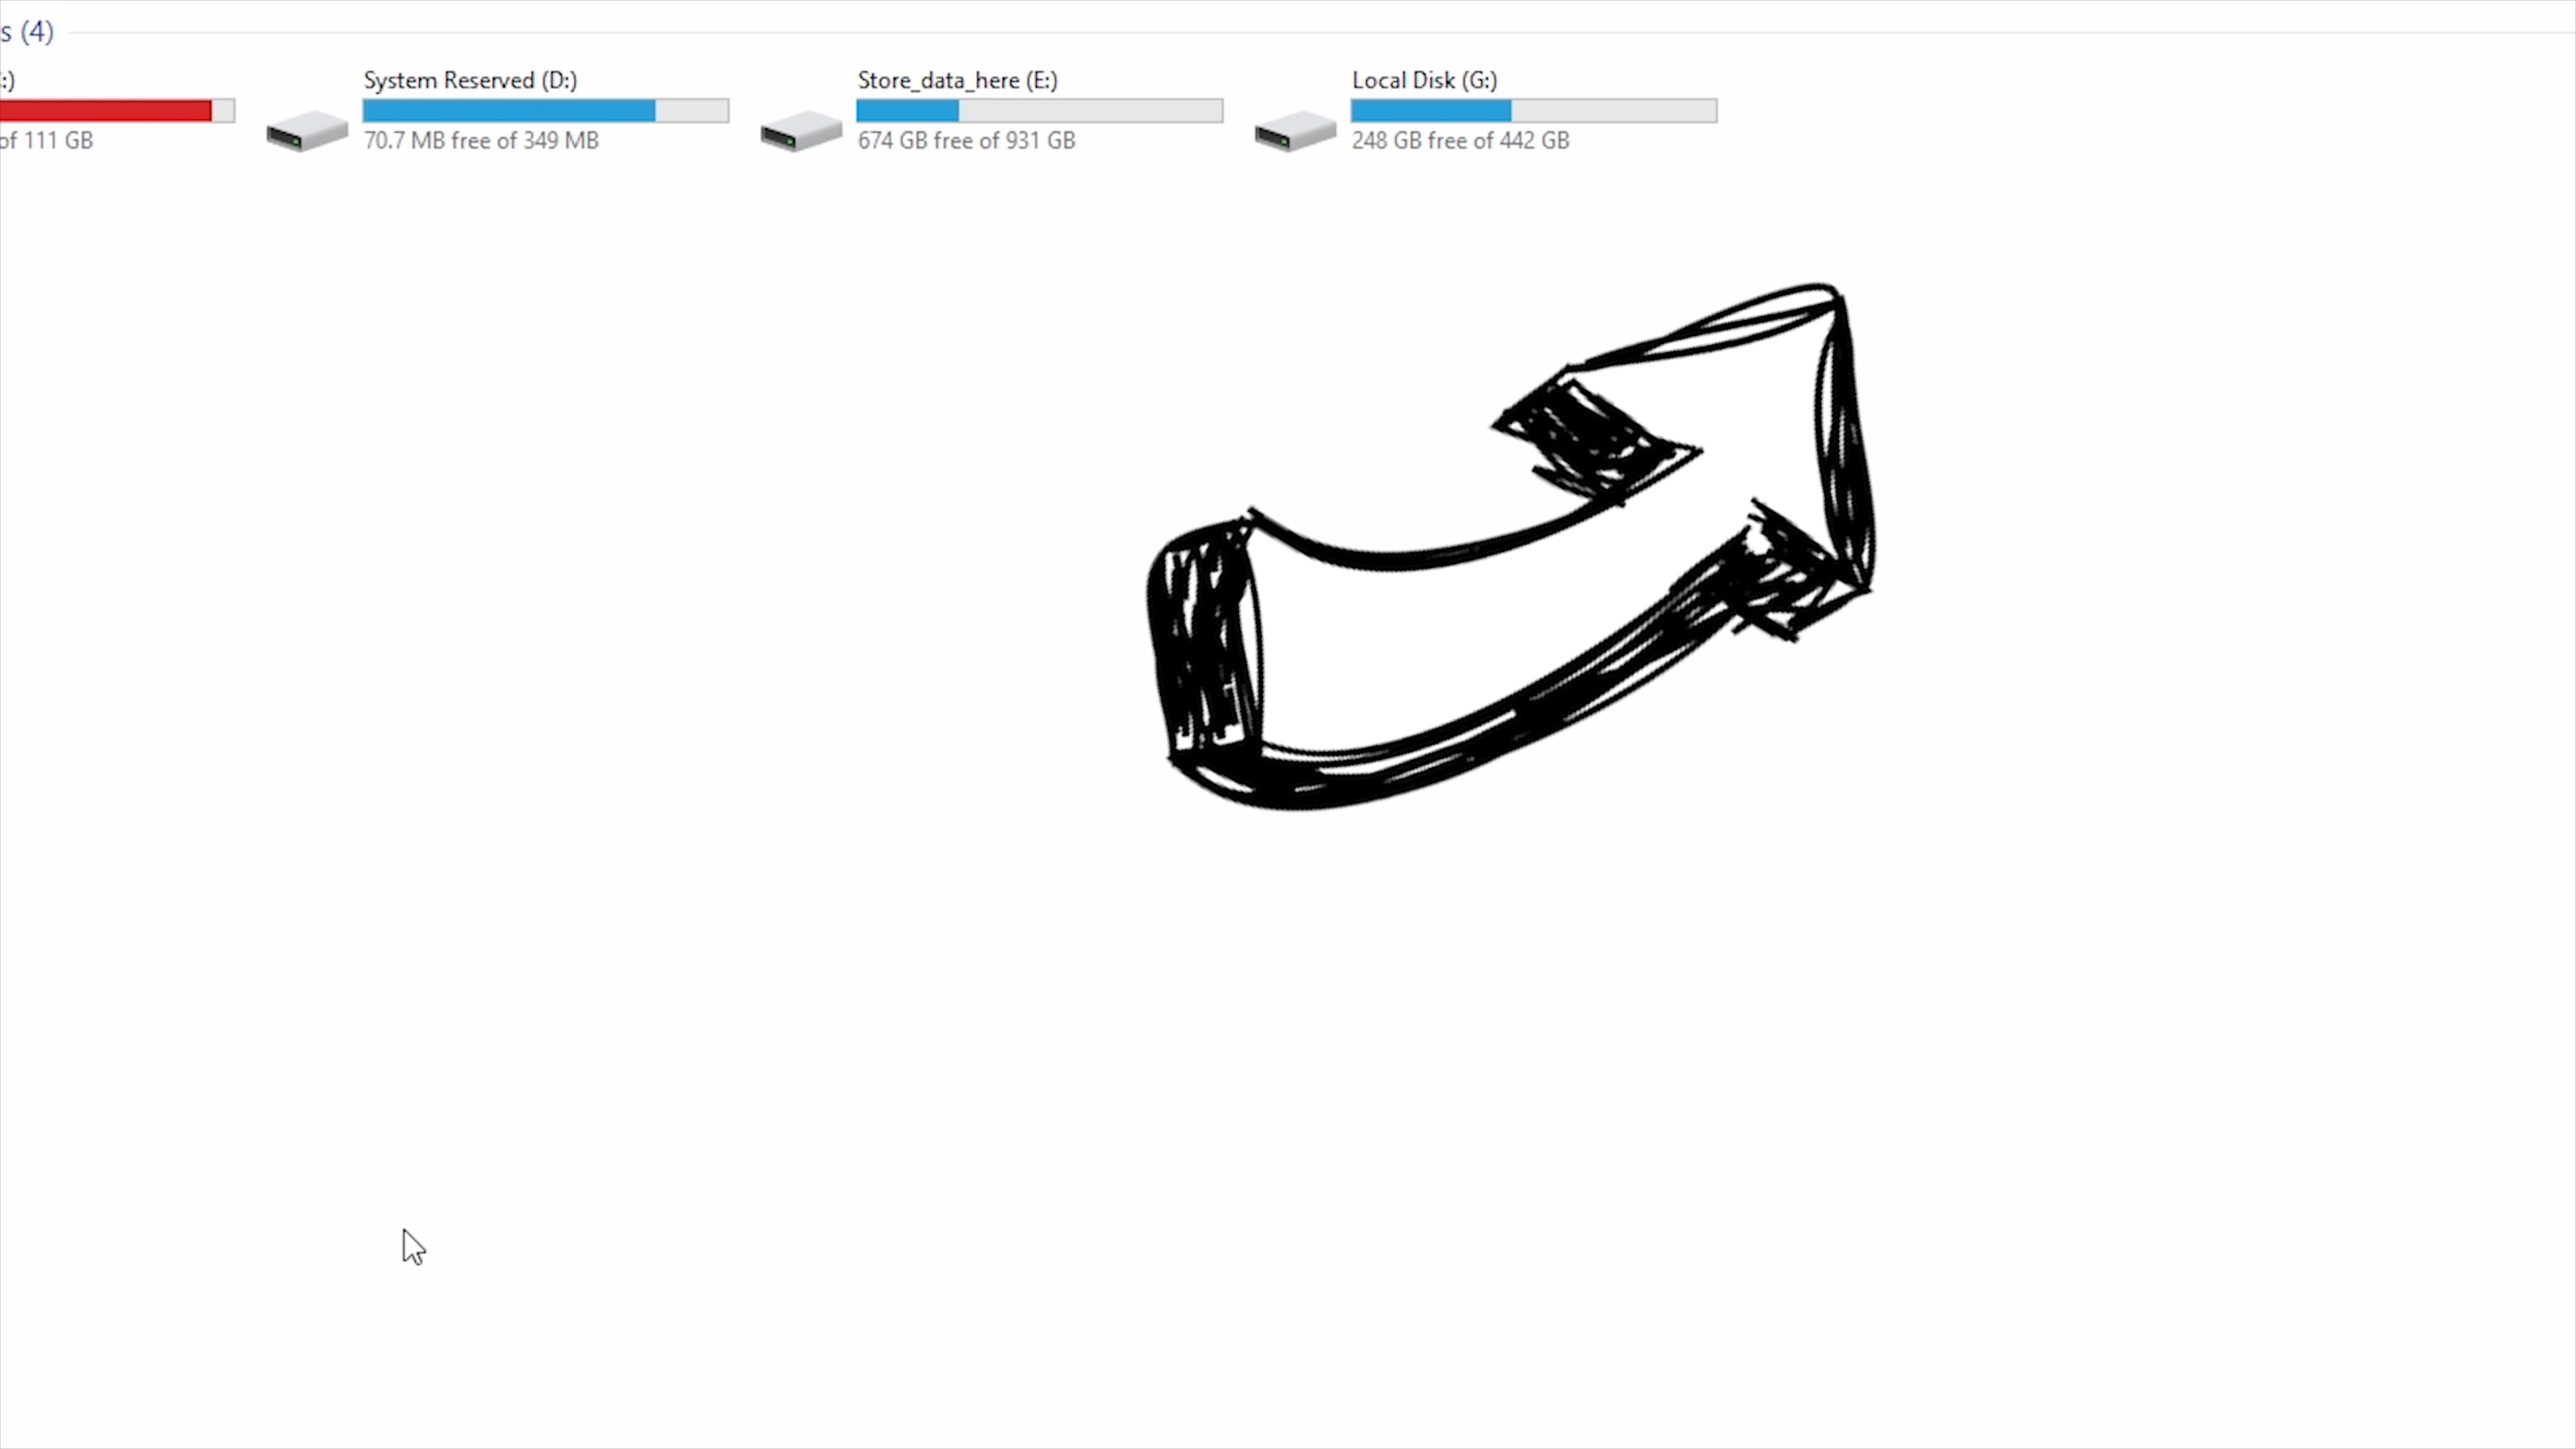 s (4)
:)
of 111 GB
System Reserved (D:)
70.7 MB free of 349 MB
Store_data_here (E:)
674 GB free of 931 GB
Local Disk (G:)
248 GB free of 442 GB